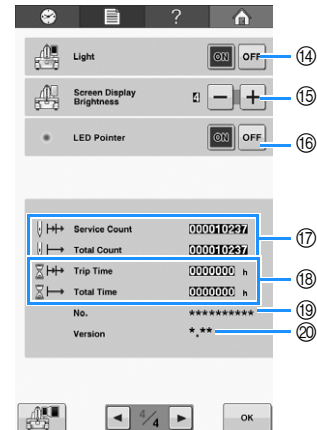 ?
Light ON OFF ⑭
Screen Display
Brightness 4 − + ⑮
LED Pointer ON OFF ⑯
Service Count 000010237
Total Count 000010237 ⑰
Trip Time 0000000 h
Total Time 0000000 h ⑱
No. ********** ⑲
Version *.** ⑳
4/4 OK